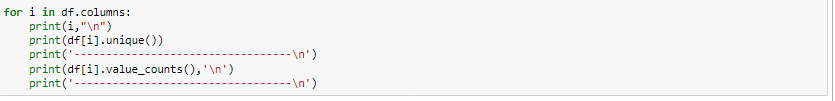 for i in df.columns:
    print(i,"\n")
    print(df[i].unique())
    print('----------------------------------\n')
    print(df[i].value_counts(),'\n')
    print('----------------------------------\n')